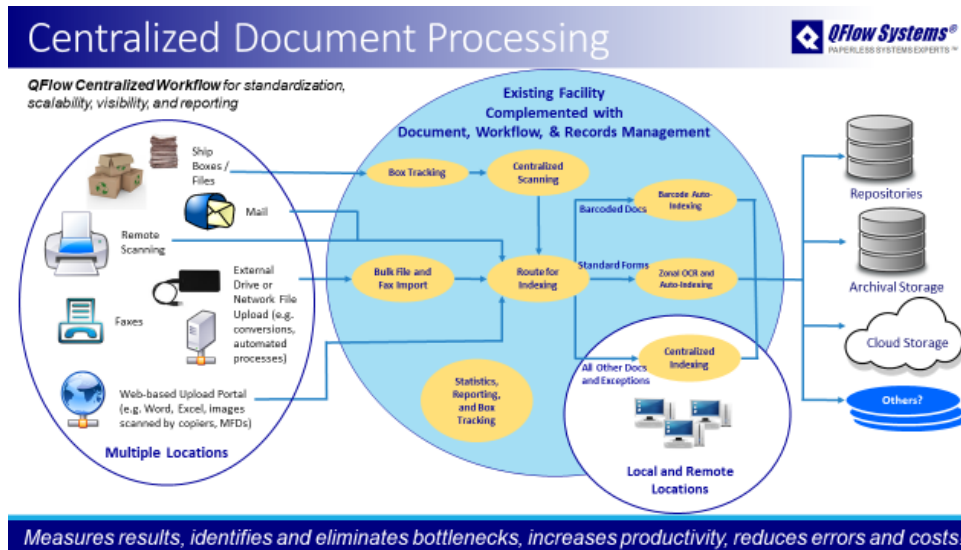 Centralized Document Processing
QFlow Systems®
PAPERLESS SYSTEMS EXPERTS ™
QFlow Centralized Workflow for standardization,
scalability, visibility, and reporting
Existing Facility
Complemented with
Document, Workflow, & Records Management
Ship
Boxes /
Files
Mail
Remote
Scanning
External
Drive or
Network File
Upload (e.g.
conversions,
automated
processes)
Faxes
Web-based Upload Portal
(e.g. Word, Excel, images
scanned by copiers, MFDs)
Multiple Locations
Box Tracking
Centralized
Scanning
Bulk File and
Fax Import
Route for
Indexing
Barcoded Docs
Barcode Auto-
Indexing
Standard Forms
Zonal OCR and
Auto-Indexing
All Other Docs
and Exceptions
Centralized
Indexing
Statistics,
Reporting,
and Box
Tracking
Local and Remote
Locations
Repositories
Archival Storage
Cloud Storage
Others?
Measures results, identifies and eliminates bottlenecks, increases productivity, reduces errors and costs!